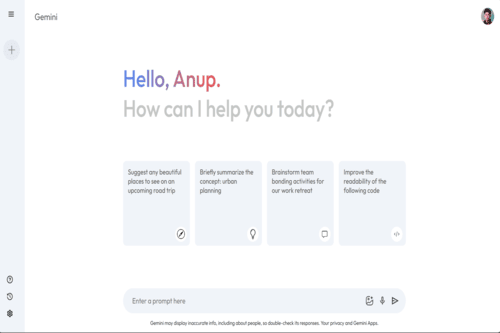 Gemini
Hello, Anup.
How can I help you today?
Suggest any beautiful
places to see on an
upcoming road trip
Briefly summarize the
concept: urban
planning
Brainstorm team
bonding activities for
our work retreat
Improve the
readability of the
following code
Enter a prompt here
Gemini may display inaccurate info, including about people, so double-check its responses. Your privacy and Gemini Apps.